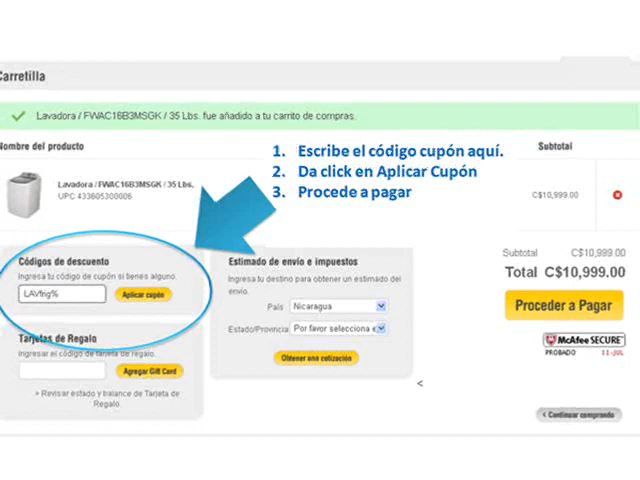 Carretilla
Lavadora / FWAC16B3MSGK / 35 Lbs. fue añadido a tu carrito de compras.
Nombre del producto
Subtotal
1. Escribe el código cupón aquí.
2. Da click en Aplicar Cupón
3. Procede a pagar
Lavadora / FWAC16B3MSGK / 35 Lbs.
UPC 433605300006
C$10,999.00
Códigos de descuento
Ingresa tu código de cupón si tienes alguno.
LAVfrig%
Aplicar cupón
Tarjetas de Regalo
Ingresar el código de tarjeta de regalo.
Agregar Gift Card
» Revisar estado y balance de Tarjeta de
Regalo.
Estimado de envío e impuestos
Ingresa tu destino para obtener un estimado del
envío.
País Nicaragua
Estado/Provincia Por favor selecciona e
Obtener una cotización
<
Subtotal C$10,999.00
Total C$10,999.00
Proceder a Pagar
McAfee SECURE
PROBADO 11-JUL
< Continuar comprando